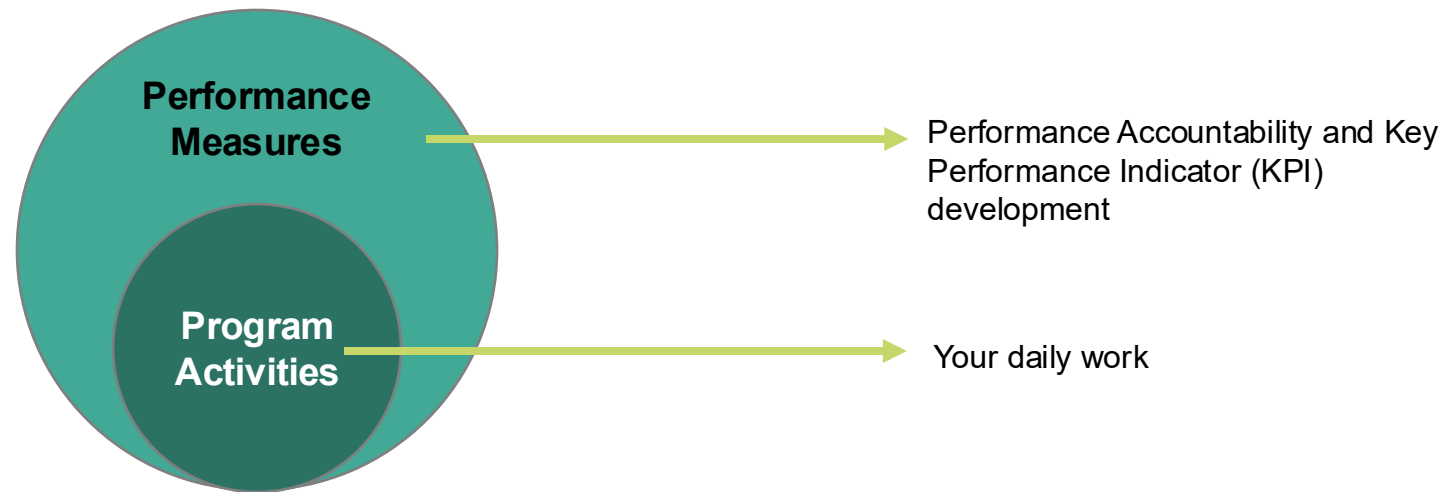 Performance
Measures
Performance Accountability and Key
Performance Indicator (KPI)
development
Program
Activities
Your daily work